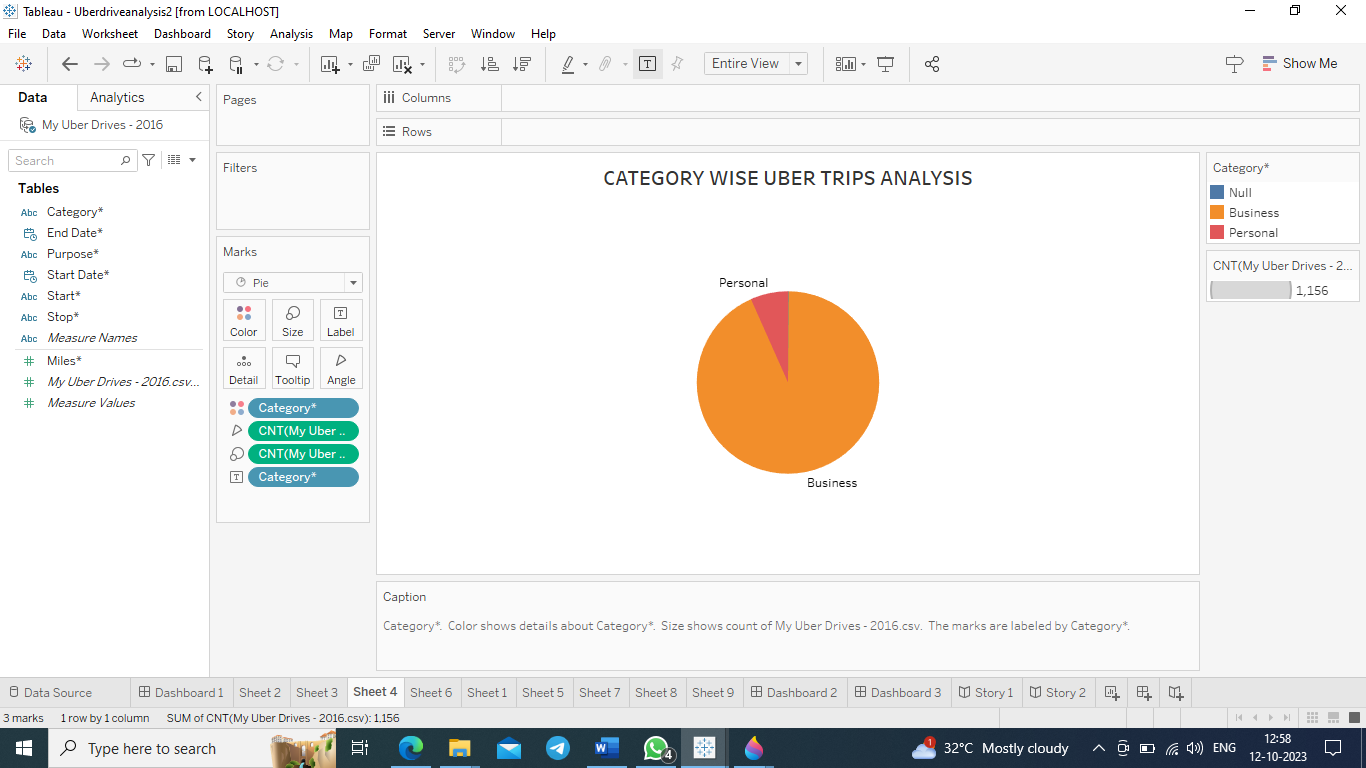 Tableau - Uberdriveanalysis2 [from LOCALHOST]
File Data Worksheet Dashboard Story Analysis Map Format Server Window Help
Entire View
Show Me
Data Analytics
My Uber Drives - 2016
Search
Tables
Abc Category*
End Date*
Abc Purpose*
Start Date*
Abc Start*
Abc Stop*
Abc Measure Names
Miles*
My Uber Drives - 2016.csv...
Measure Values
Pages
Filters
Marks
Pie
Color Size Label
Detail Tooltip Angle
Category*
CNT(My Uber ..
CNT(My Uber ..
Category*
Columns
Rows
CATEGORY WISE UBER TRIPS ANALYSIS
Personal
Business
Caption
Category*. Color shows details about Category*. Size shows count of My Uber Drives - 2016.csv. The marks are labeled by Category*.
Category*
Null
Business
Personal
CNT(My Uber Drives - 2...
1,156
Data Source Dashboard 1 Sheet 2 Sheet 3 Sheet 4 Sheet 6 Sheet 1 Sheet 5 Sheet 7 Sheet 8 Sheet 9 Dashboard 2 Dashboard 3 Story 1 Story 2
3 marks 1 row by 1 column SUM of CNT(My Uber Drives - 2016.csv): 1,156
Type here to search
4
1
32°C Mostly cloudy
ENG
12:58
12-10-2023